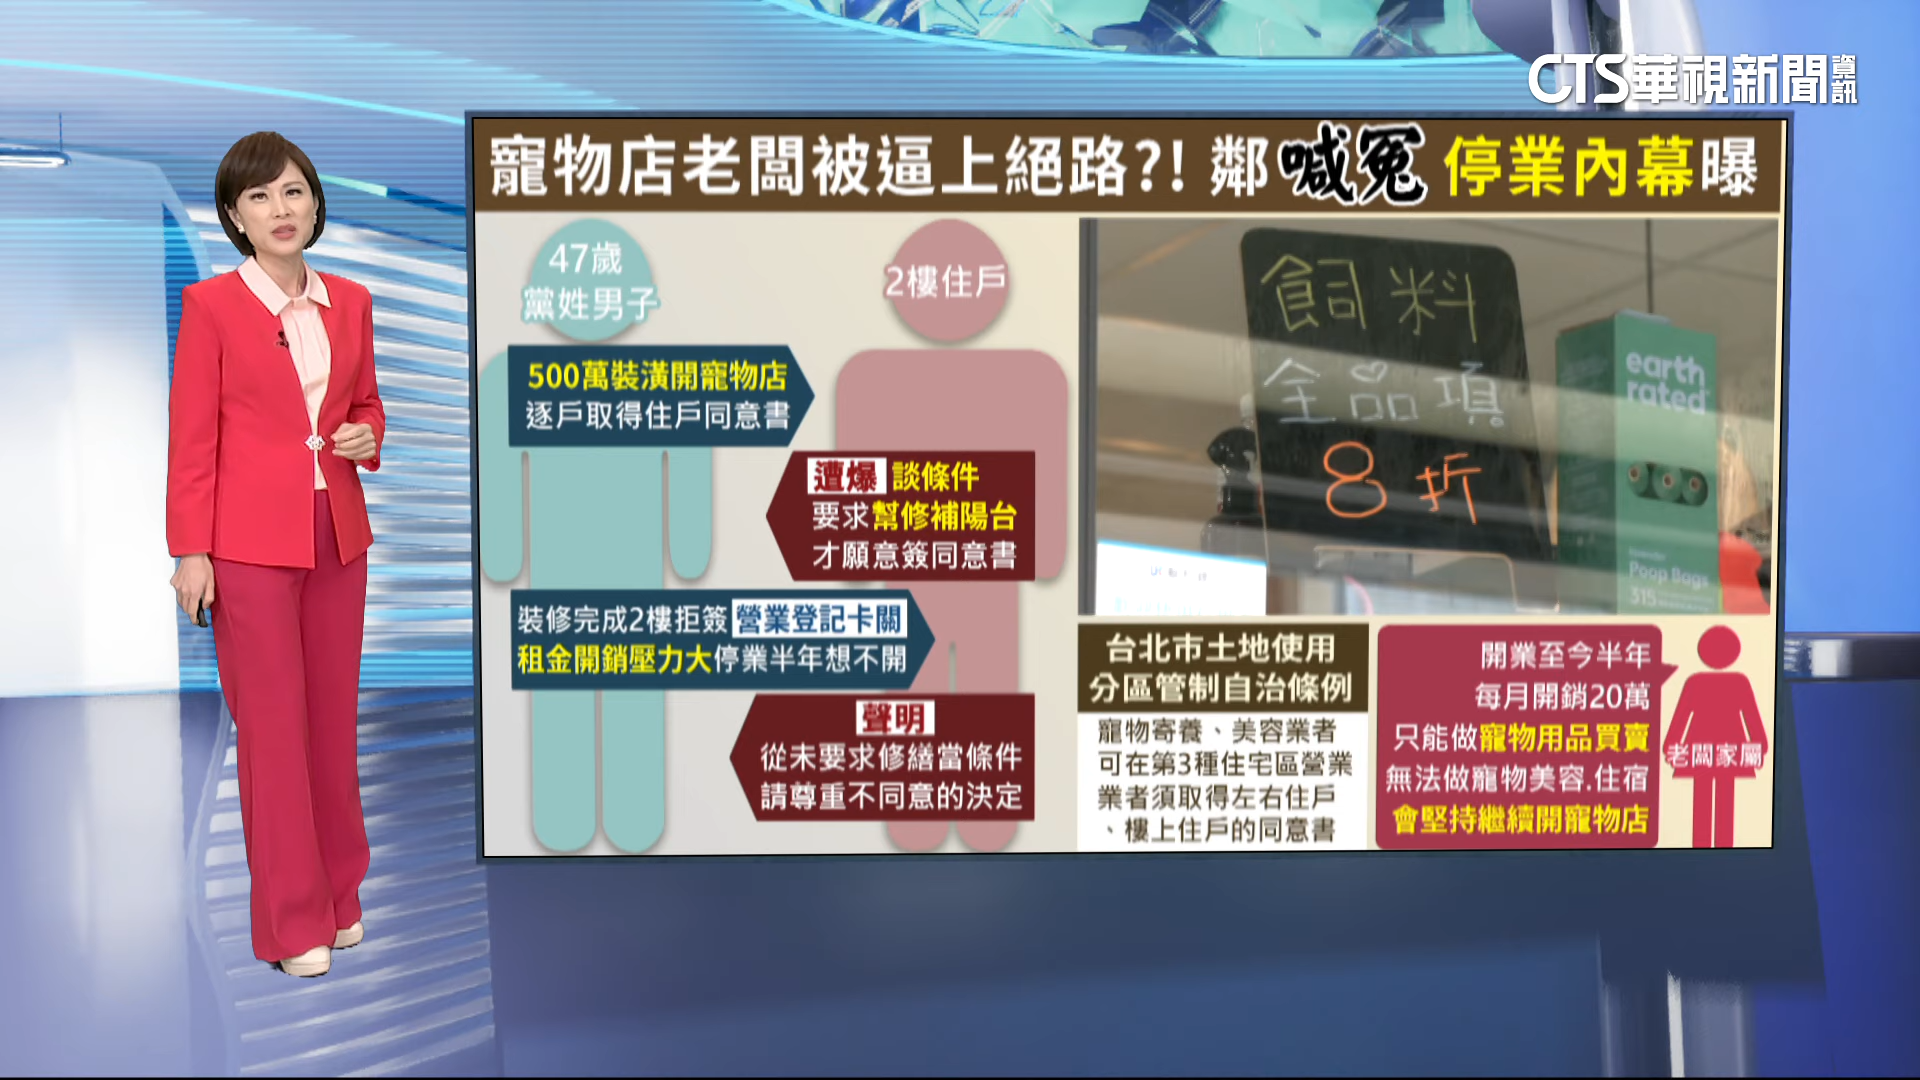 CTS華視新聞資訊
寵物店老闆被逼上絕路?! 鄰喊冤 停業內幕曝
47歲
黨姓男子
2樓住戶
500萬裝潢開寵物店
逐戶取得住戶同意書
遭爆 談條件
要求幫修補陽台
才願意簽同意書
裝修完成2樓拒簽 營業登記卡關
租金開銷壓力大停業半年想不開
聲明
從未要求修繕當條件
請尊重不同意的決定
飼料
全品項
8折
earth
rated
Poop Bags
315
台北市土地使用
分區管制自治條例
寵物寄養、美容業者
可在第3種住宅區營業
業者須取得左右住戶
、樓上住戶的同意書
開業至今半年
每月開銷20萬
只能做寵物用品買賣
無法做寵物美容.住宿
會堅持繼續開寵物店
老闆家屬